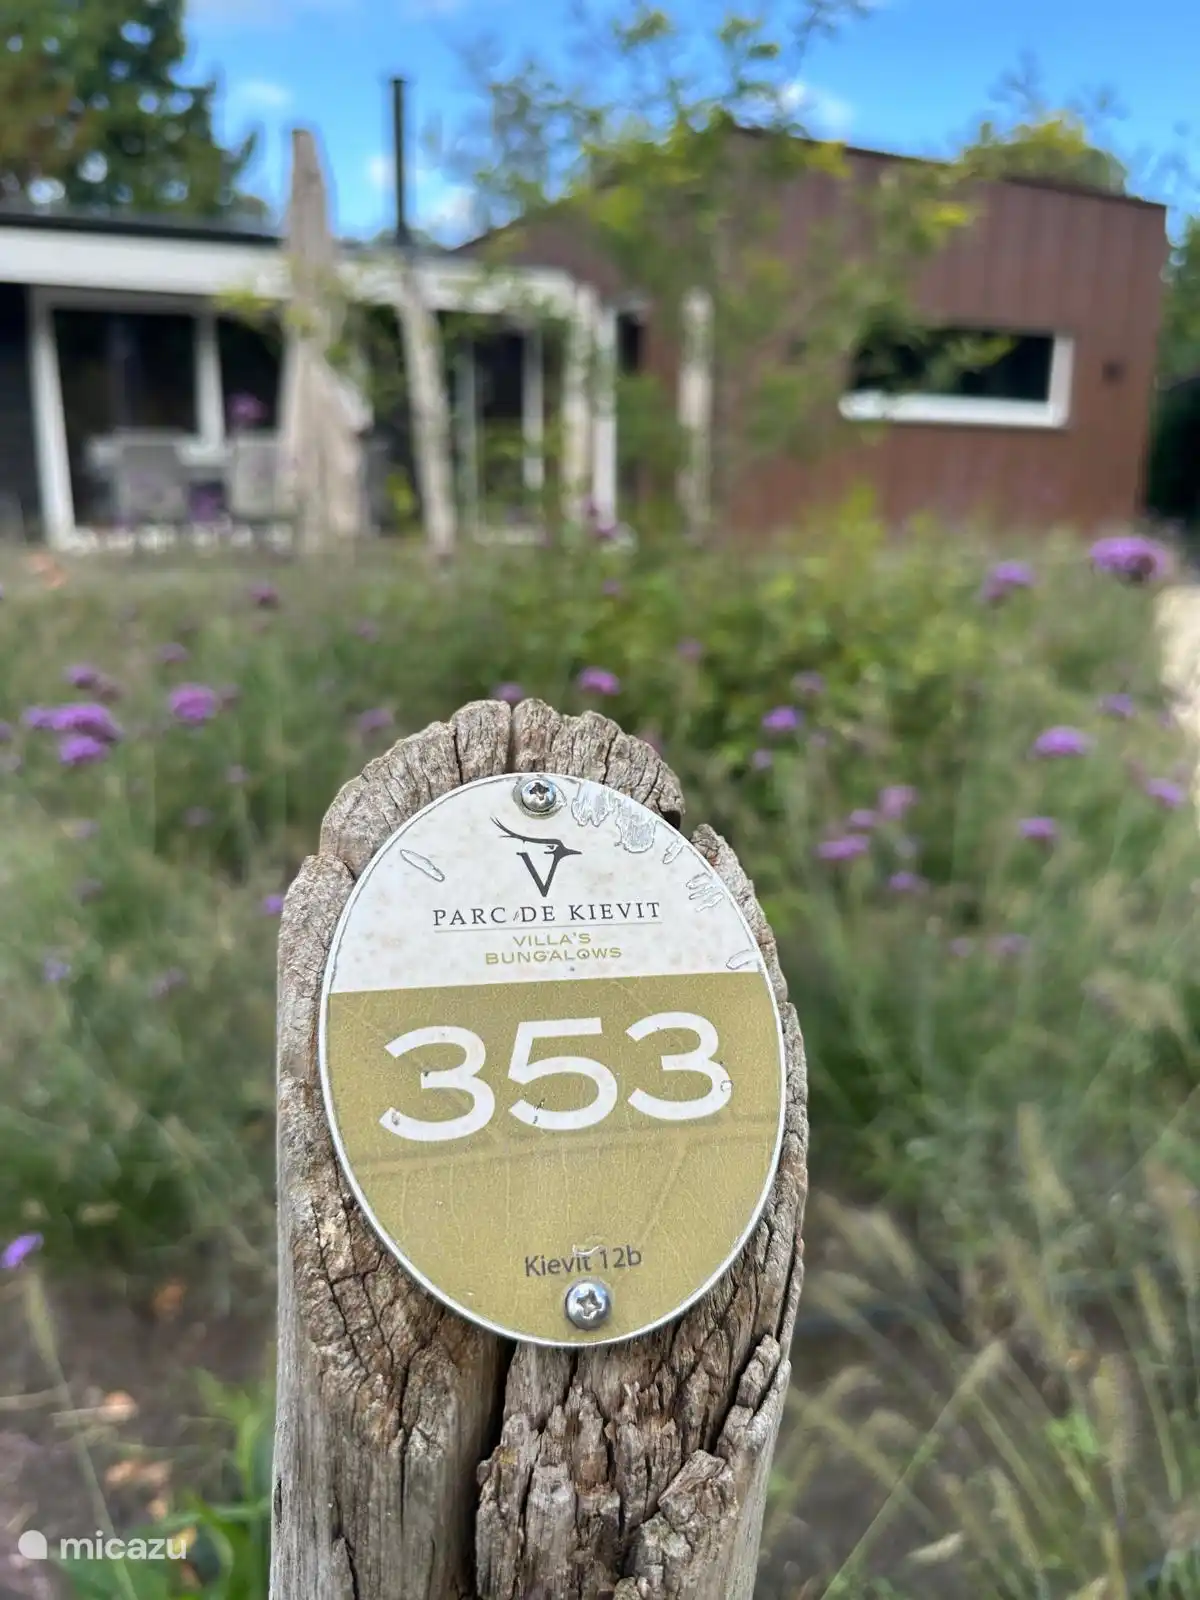 PARC DE KIEVIT
VILLA'S
BUNGALOWS
353
Kievit 12b
micazu